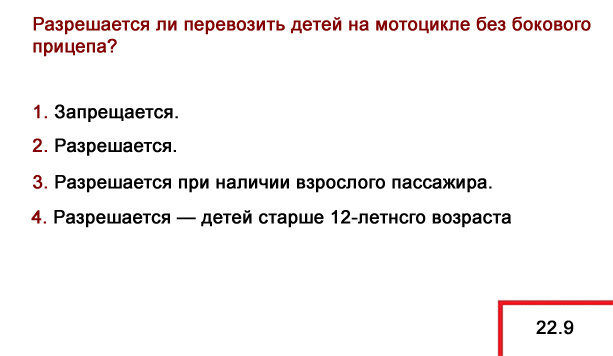 Разрешается ли перевозить детей на мотоцикле без бокового
прицепа?
1. Запрещается.
2. Разрешается.
3. Разрешается при наличии взрослого пассажира.
4. Разрешается — детей старше 12-летнсго возраста
22.9